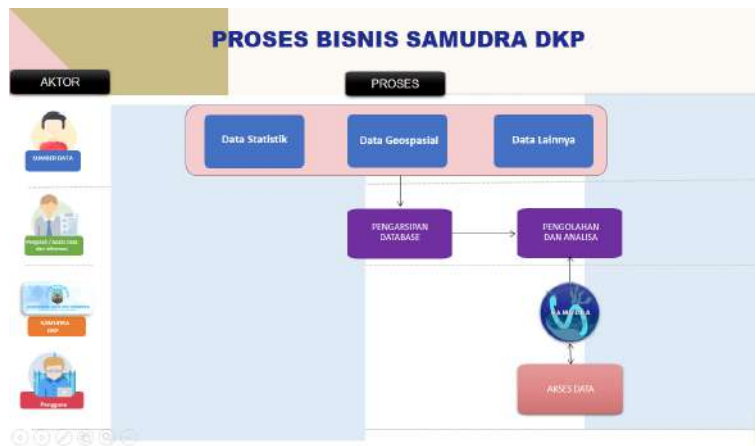 PROSES BISNIS SAMUDRA DKP
AKTOR
PROSES
Data Statistik
Data Geospasial
Data Lainnya
SUMBER DATA
PENGARSIPAN
DATABASE
PENGOLAHAN
DAN ANALISA
SAMUDRA
SAMUDRA
DKP
AKSES DATA
Pengguna